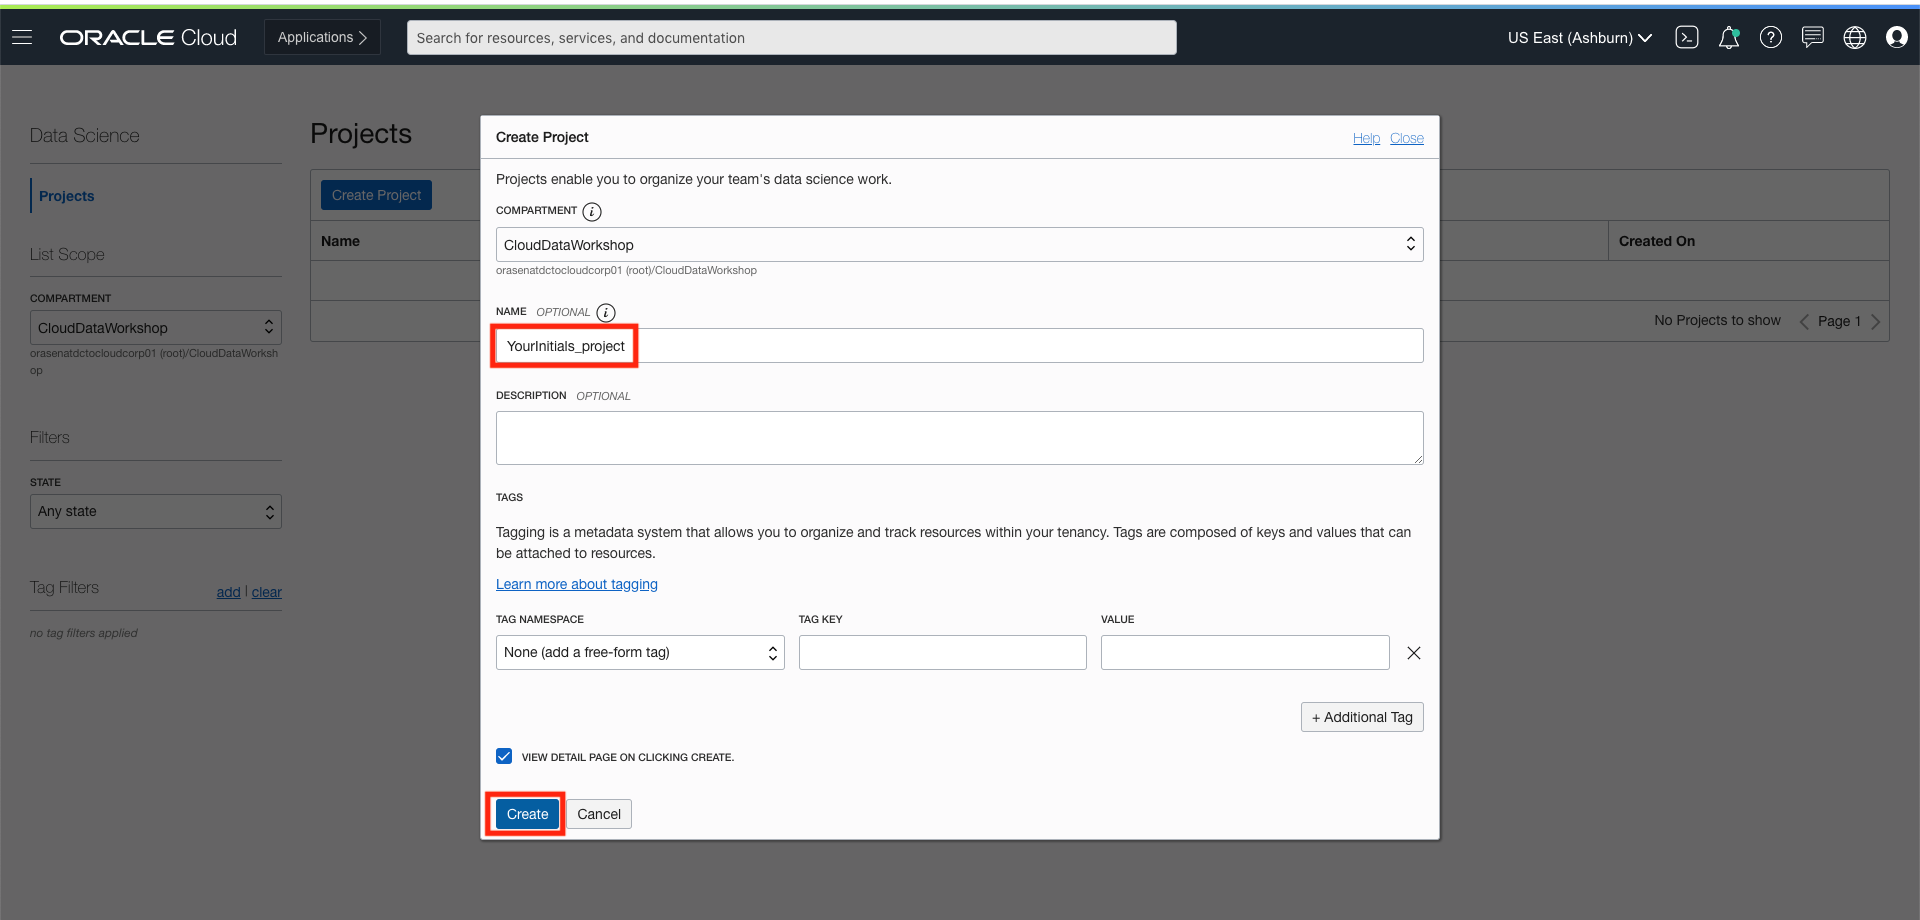 ORACLE Cloud
Applications
Search for resources, services, and documentation
US East (Ashburn)
Data Science
Projects
List Scope
COMPARTMENT
CloudDataWorkshop
orasenatdctocloudcorp01 (root)/CloudDataWorksh
op
Filters
STATE
Any state
Tag Filters
add | clear
no tag filters applied
Projects
Create Project
Name
Created On
No Projects to show
Page 1
Create Project
Help
Close
Projects enable you to organize your team's data science work.
COMPARTMENT
CloudDataWorkshop
orasenatdctocloudcorp01 (root)/CloudDataWorkshop
NAME OPTIONAL
YourInitials_project
DESCRIPTION OPTIONAL
TAGS
Tagging is a metadata system that allows you to organize and track resources within your tenancy. Tags are composed of keys and values that can
be attached to resources.
Learn more about tagging
TAG NAMESPACE
TAG KEY
VALUE
None (add a free-form tag)
+ Additional Tag
VIEW DETAIL PAGE ON CLICKING CREATE.
Create
Cancel